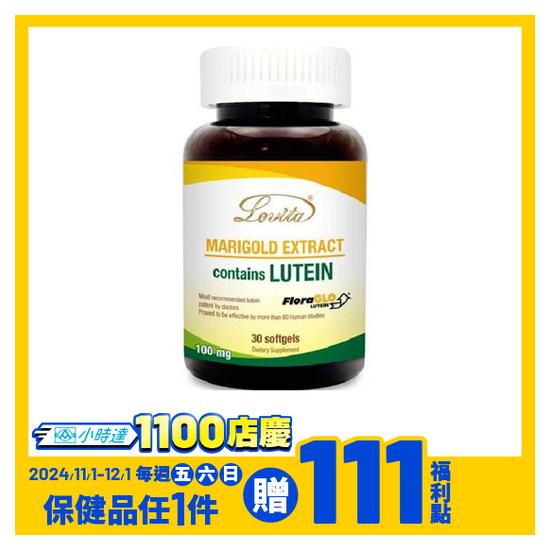 Lovita®
MARIGOLD EXTRACT
contains LUTEIN
Most recommended lutein
patent by doctors
Proved to be effective by more than 60 human studies
FloraGLO
LUTEIN
30 softgels
Dietary Supplement
100 mg
小時達
1100店慶
2024/11/1-12/1 每週五六日
保健品任1件
贈
111
福利點